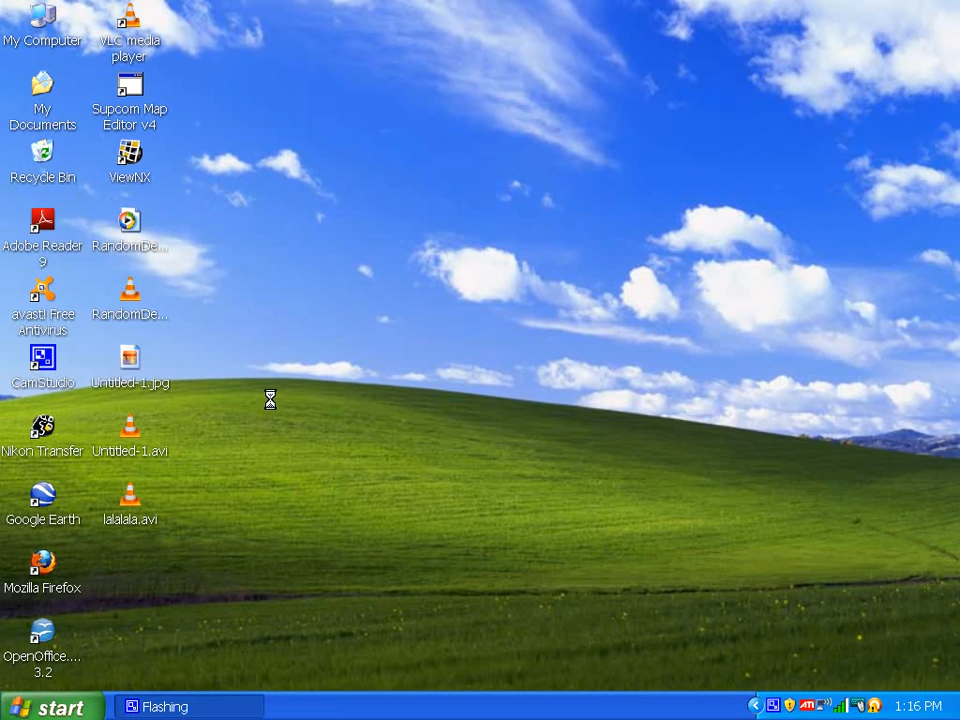 My Computer
VLC media
player
My
Documents
Supcom Map
Editor v4
Recycle Bin
ViewNX
Adobe Reader
9
RandomDe...
avast! Free
Antivirus
RandomDe...
CamStudio
Untitled-1.jpg
Nikon Transfer
Untitled-1.avi
Google Earth
lalalala.avi
Mozilla Firefox
OpenOffice....
3.2
start
Flashing
ATI
1:16 PM